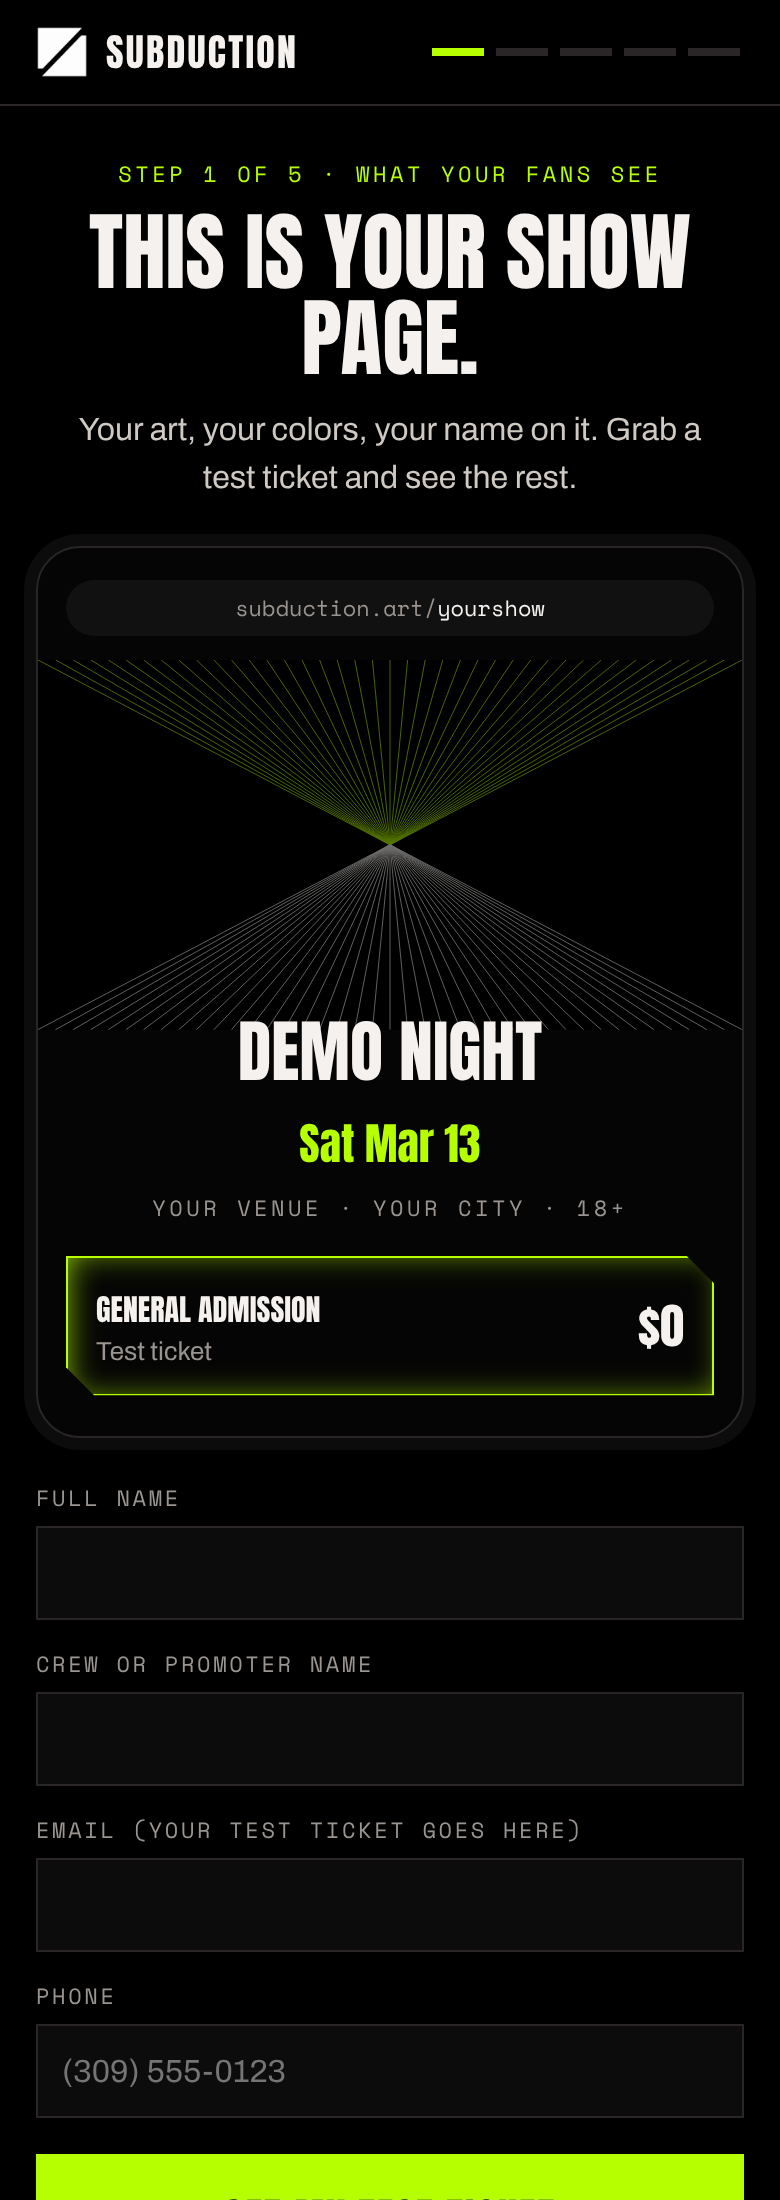 SUBDUCTION
STEP 1 OF 5 · WHAT YOUR FANS SEE
THIS IS YOUR SHOW
PAGE.
Your art, your colors, your name on it. Grab a
test ticket and see the rest.
subduction.art/yourshow
DEMO NIGHT
Sat Mar 13
YOUR VENUE · YOUR CITY · 18+
GENERAL ADMISSION
$0
Test ticket
FULL NAME
CREW OR PROMOTER NAME
EMAIL (YOUR TEST TICKET GOES HERE)
PHONE
(309) 555-0123